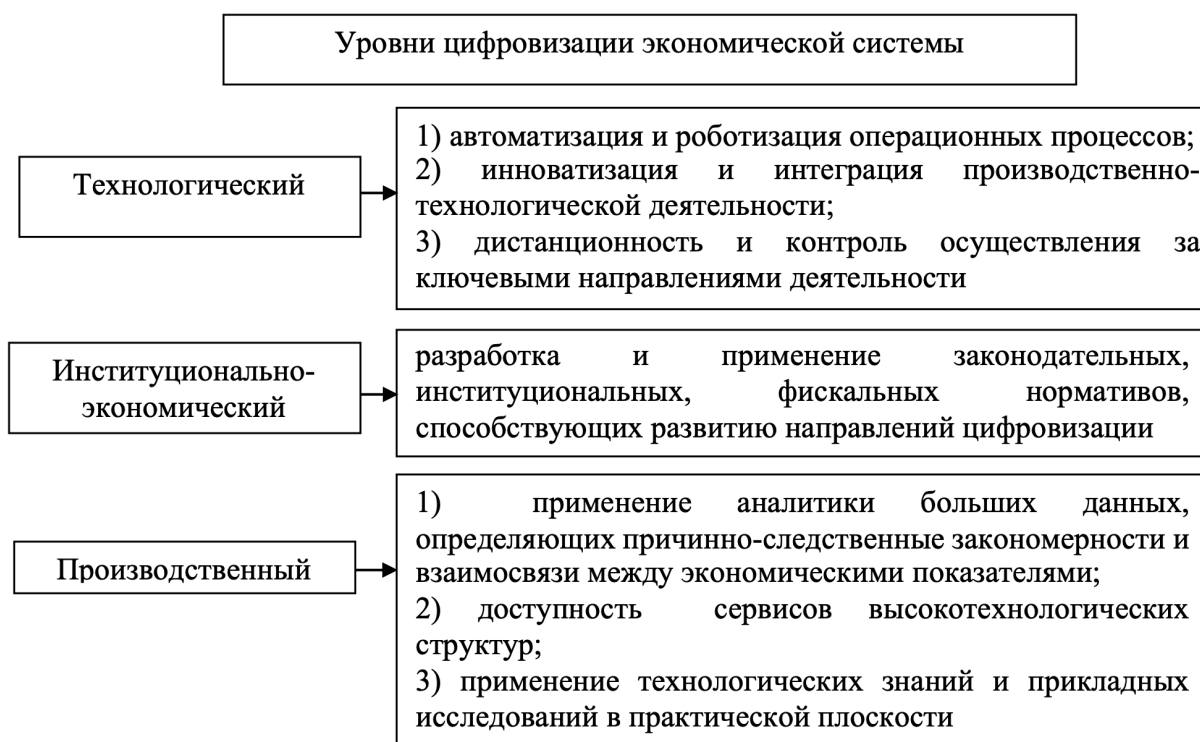 Уровни цифровизации экономической системы
Технологический
1) автоматизация и роботизация операционных процессов;
2) инноватизация и интеграция производственно-
технологической деятельности;
3) дистанционность и контроль осуществления за
ключевыми направлениями деятельности
Институционально-
экономический
разработка и применение законодательных,
институциональных, фискальных нормативов,
способствующих развитию направлений цифровизации
Производственный
1) применение аналитики больших данных,
определяющих причинно-следственные закономерности и
взаимосвязи между экономическими показателями;
2) доступность сервисов высокотехнологических
структур;
3) применение технологических знаний и прикладных
исследований в практической плоскости